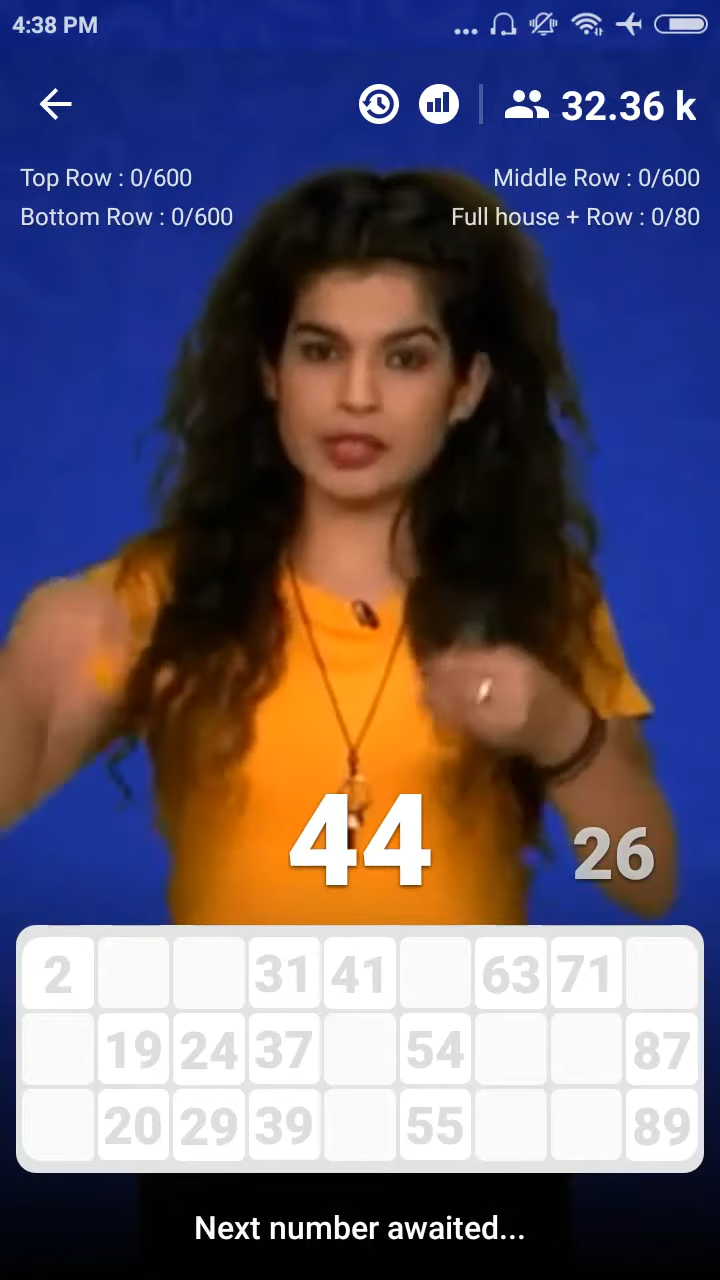 4:38 PM
32.36 k
Top Row : 0/600
Middle Row : 0/600
Bottom Row : 0/600
Full house + Row : 0/80
44
26
2 31 41 63 71
19 24 37 54 87
20 29 39 55 89
Next number awaited...